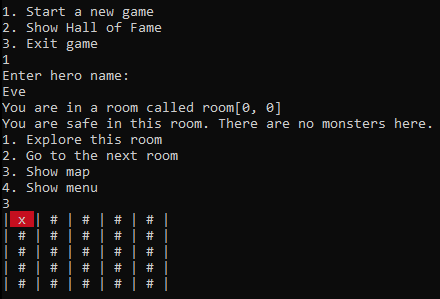 1. Start a new game
2. Show Hall of Fame
3. Exit game
1
Enter hero name:
Eve
You are in a room called room[0, 0]
You are safe in this room. There are no monsters here.
1. Explore this room
2. Go to the next room
3. Show map
4. Show menu
3
| x | # | # | # | # |
| # | # | # | # | # |
| # | # | # | # | # |
| # | # | # | # | # |
| # | # | # | # | # |